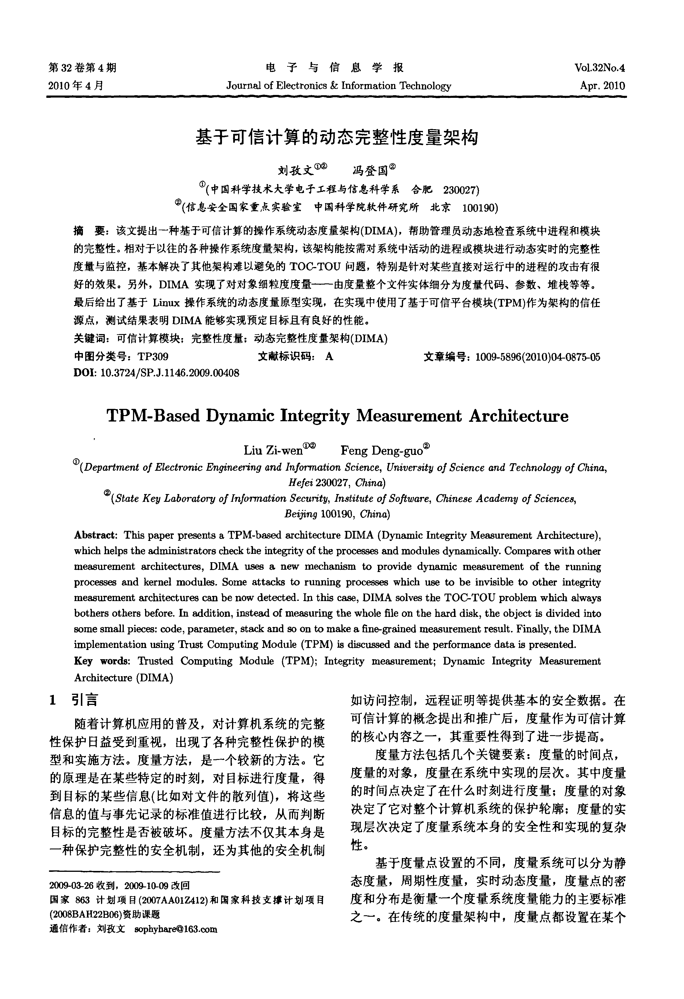 第32卷第4期
电子与信息学报
Vol.32No.4
2010年4月
Journal of Electronics & Information Technology
Apr. 2010
基于可信计算的动态完整性度量架构
刘孜文①② 冯登国②
①(中国科学技术大学电子工程与信息科学系 合肥 230027)
②(信息安全国家重点实验室 中国科学院软件研究所 北京 100190)
摘 要：该文提出一种基于可信计算的操作系统动态度量架构(DIMA)，帮助管理员动态地检查系统中进程和模块
的完整性。相对于以往的各种操作系统度量架构，该架构能按需对系统中活动的进程或模块进行动态实时的完整性
度量与监控，基本解决了其他架构难以避免的 TOC-TOU 问题，特别是针对某些直接对运行中的进程的攻击有很
好的效果。另外，DIMA 实现了对对象细粒度度量——由度量整个文件实体细分为度量代码、参数、堆栈等等。
最后给出了基于 Linux 操作系统的动态度量原型实现，在实现中使用了基于可信平台模块(TPM)作为架构的信任
源点，测试结果表明 DIMA 能够实现预定目标且有良好的性能。
关键词：可信计算模块；完整性度量；动态完整性度量架构(DIMA)
中图分类号：TP309 文献标识码： A 文章编号：1009-5896(2010)04-0875-05
DOI: 10.3724/SP.J.1146.2009.00408
TPM-Based Dynamic Integrity Measurement Architecture
Liu Zi-wen①② Feng Deng-guo②
①(Department of Electronic Engineering and Information Science, University of Science and Technology of China,
Hefei 230027, China)
②(State Key Laboratory of Information Security, Institute of Software, Chinese Academy of Sciences,
Beijing 100190, China)
Abstract: This paper presents a TPM-based architecture DIMA (Dynamic Integrity Measurement Architecture),
which helps the administrators check the integrity of the processes and modules dynamically. Compares with other
measurement architectures, DIMA uses a new mechanism to provide dynamic measurement of the running
processes and kernel modules. Some attacks to running processes which use to be invisible to other integrity
measurement architectures can be now detected. In this case, DIMA solves the TOC-TOU problem which always
bothers others before. In addition, instead of measuring the whole file on the hard disk, the object is divided into
some small pieces: code, parameter, stack and so on to make a fine-grained measurement result. Finally, the DIMA
implementation using Trust Computing Module (TPM) is discussed and the performance data is presented.
Key words: Trusted Computing Module (TPM); Integrity measurement; Dynamic Integrity Measurement
Architecture (DIMA)
1 引言
随着计算机应用的普及，对计算机系统的完整
性保护日益受到重视，出现了各种完整性保护的模
型和实施方法。度量方法，是一个较新的方法。它
的原理是在某些特定的时刻，对目标进行度量，得
到目标的某些信息(比如对文件的散列值)，将这些
信息的值与事先记录的标准值进行比较，从而判断
目标的完整性是否被破坏。度量方法不仅其本身是
一种保护完整性的安全机制，还为其他的安全机制
2009-03-26 收到，2009-10-09 改回
国家 863 计划项目(2007AA01Z412)和国家科技支撑计划项目
(2008BAH22B06)资助课题
通信作者：刘孜文 sophyhare@163.com
如访问控制，远程证明等提供基本的安全数据。在
可信计算的概念提出和推广后，度量作为可信计算
的核心内容之一，其重要性得到了进一步提高。
度量方法包括几个关键要素：度量的时间点，
度量的对象，度量在系统中实现的层次。其中度量
的时间点决定了在什么时刻进行度量；度量的对象
决定了它对整个计算机系统的保护轮廓；度量的实
现层次决定了度量系统本身的安全性和实现的复杂
性。
基于度量点设置的不同，度量系统可以分为静
态度量，周期性度量，实时动态度量，度量点的密
度和分布是衡量一个度量系统度量能力的主要标准
之一。在传统的度量架构中，度量点都设置在某个